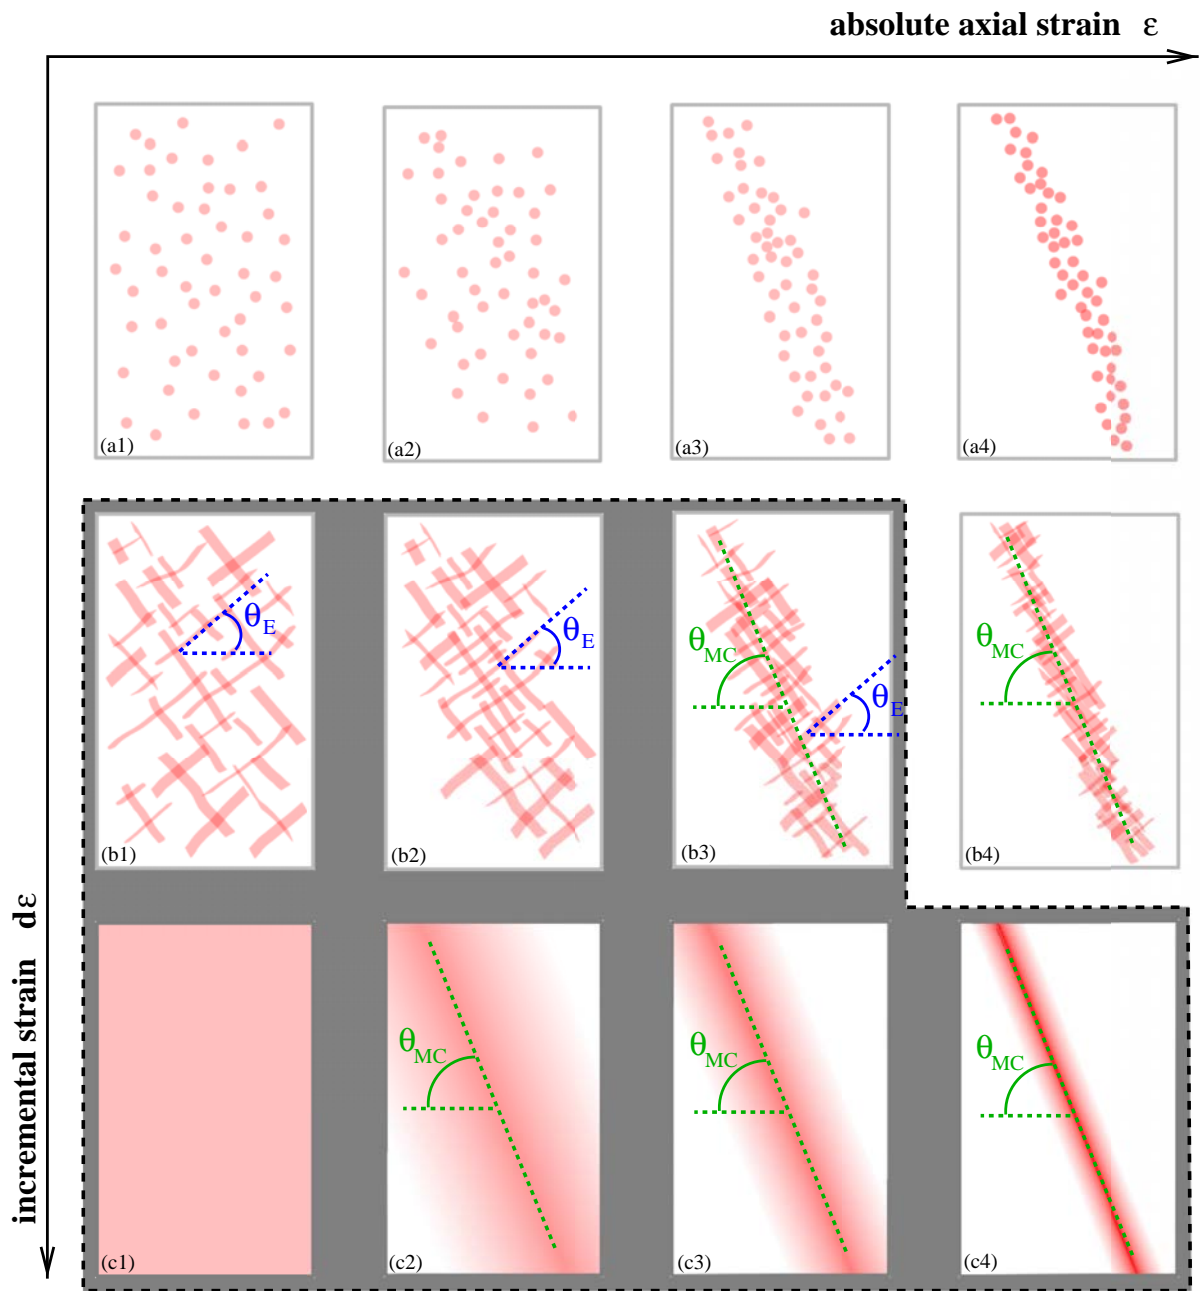 absolute axial strain ε
(a1)
(a2)
(a3)
(a4)
incremental strain dε
θE
(b1)
θE
(b2)
θMC
θE
(b3)
θMC
(b4)
(c1)
θMC
(c2)
θMC
(c3)
θMC
(c4)